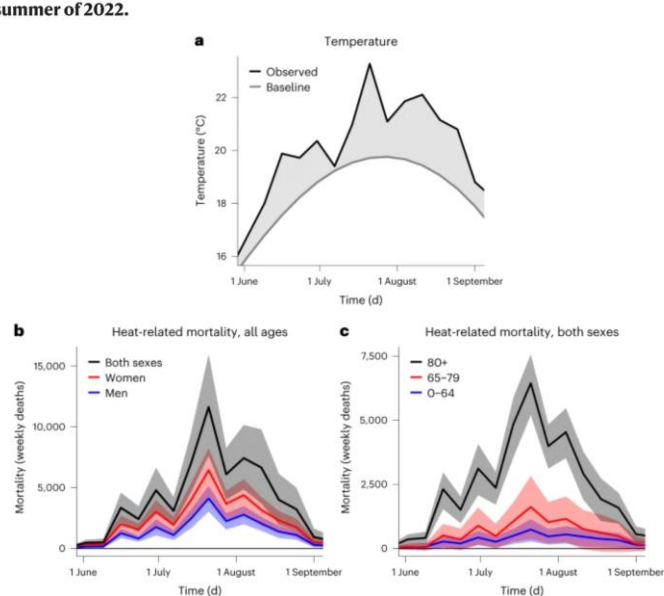 summer of 2022.
a
Temperature
Observed
Baseline
Temperature (°C)
22
20
18
16
1 June
1 July
1 August
1 September
Time (d)
b
Heat-related mortality, all ages
Both sexes
Women
Men
Mortality (weekly deaths)
15,000
10,000
5,000
0
1 June
1 July
1 August
1 September
Time (d)
c
Heat-related mortality, both sexes
80+
65–79
0–64
Mortality (weekly deaths)
7,500
5,000
2,500
0
1 June
1 July
1 August
1 September
Time (d)